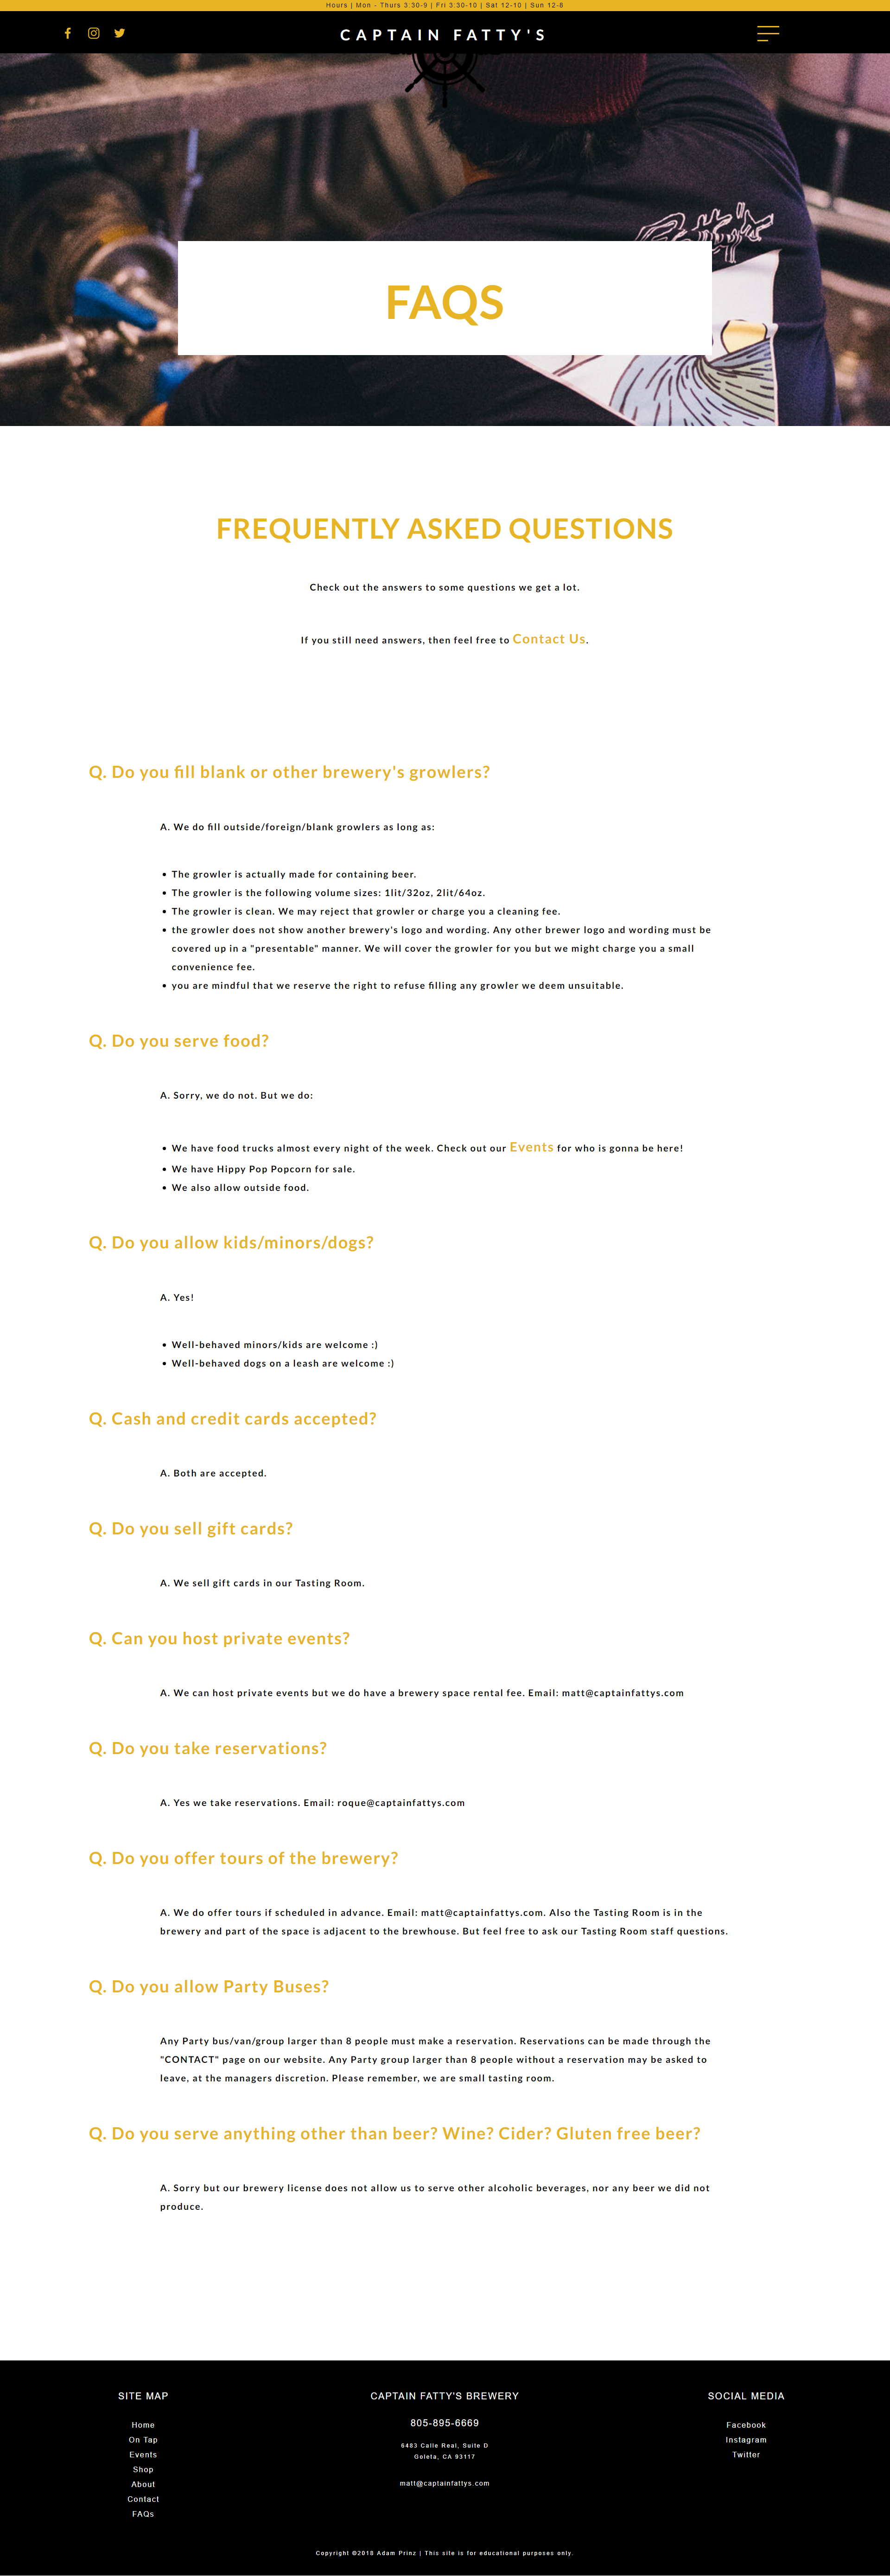 Hours | Mon - Thurs 3:30-9 | Fri 3:30-10 | Sat 12-10 | Sun 12-8
CAPTAIN FATTY'S
FAQS
FREQUENTLY ASKED QUESTIONS
Check out the answers to some questions we get a lot.
If you still need answers, then feel free to Contact Us.
Q. Do you fill blank or other brewery's growlers?
A. We do fill outside/foreign/blank growlers as long as:
• The growler is actually made for containing beer.
• The growler is the following volume sizes: 1lit/32oz, 2lit/64oz.
• The growler is clean. We may reject that growler or charge you a cleaning fee.
• the growler does not show another brewery's logo and wording. Any other brewer logo and wording must be
covered up in a "presentable" manner. We will cover the growler for you but we might charge you a small
convenience fee.
• you are mindful that we reserve the right to refuse filling any growler we deem unsuitable.
Q. Do you serve food?
A. Sorry, we do not. But we do:
• We have food trucks almost every night of the week. Check out our Events for who is gonna be here!
• We have Hippy Pop Popcorn for sale.
• We also allow outside food.
Q. Do you allow kids/minors/dogs?
A. Yes!
• Well-behaved minors/kids are welcome :)
• Well-behaved dogs on a leash are welcome :)
Q. Cash and credit cards accepted?
A. Both are accepted.
Q. Do you sell gift cards?
A. We sell gift cards in our Tasting Room.
Q. Can you host private events?
A. We can host private events but we do have a brewery space rental fee. Email: matt@captainfattys.com
Q. Do you take reservations?
A. Yes we take reservations. Email: roque@captainfattys.com
Q. Do you offer tours of the brewery?
A. We do offer tours if scheduled in advance. Email: matt@captainfattys.com. Also the Tasting Room is in the
brewery and part of the space is adjacent to the brewhouse. But feel free to ask our Tasting Room staff questions.
Q. Do you allow Party Buses?
Any Party bus/van/group larger than 8 people must make a reservation. Reservations can be made through the
"CONTACT" page on our website. Any Party group larger than 8 people without a reservation may be asked to
leave, at the managers discretion. Please remember, we are small tasting room.
Q. Do you serve anything other than beer? Wine? Cider? Gluten free beer?
A. Sorry but our brewery license does not allow us to serve other alcoholic beverages, nor any beer we did not
produce.
SITE MAP
Home
On Tap
Events
Shop
About
Contact
FAQs
CAPTAIN FATTY'S BREWERY
805-895-6669
6483 Calle Real, Suite D
Goleta, CA 93117
matt@captainfattys.com
SOCIAL MEDIA
Facebook
Instagram
Twitter
Copyright ©2018 Adam Prinz | This site is for educational purposes only.